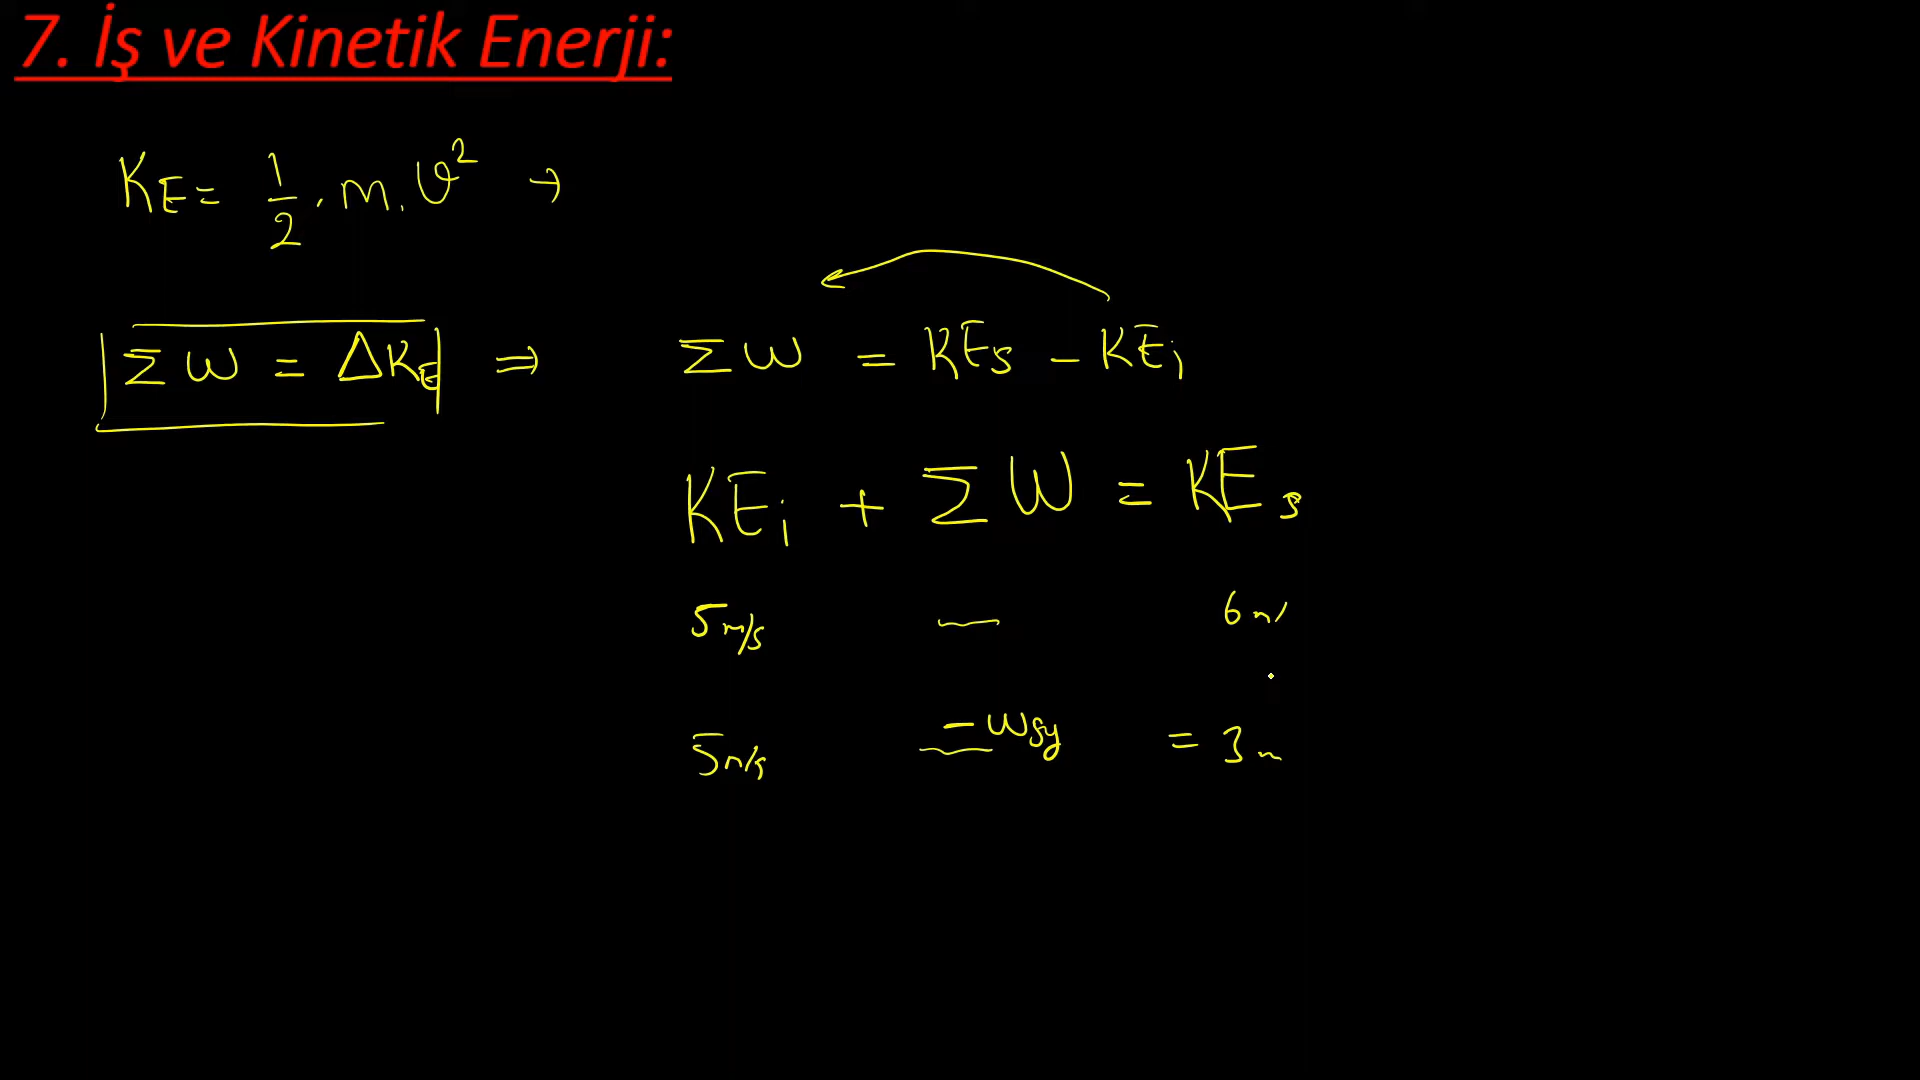 7. İş ve Kinetik Enerji:
KE = 1/2 . m . V² →
ΣW = ΔKE ⇒ ΣW = KEs - KEi
KEi + ΣW = KEs
5 m/s — 6 m/
5 m/s - Wsy = 3 m